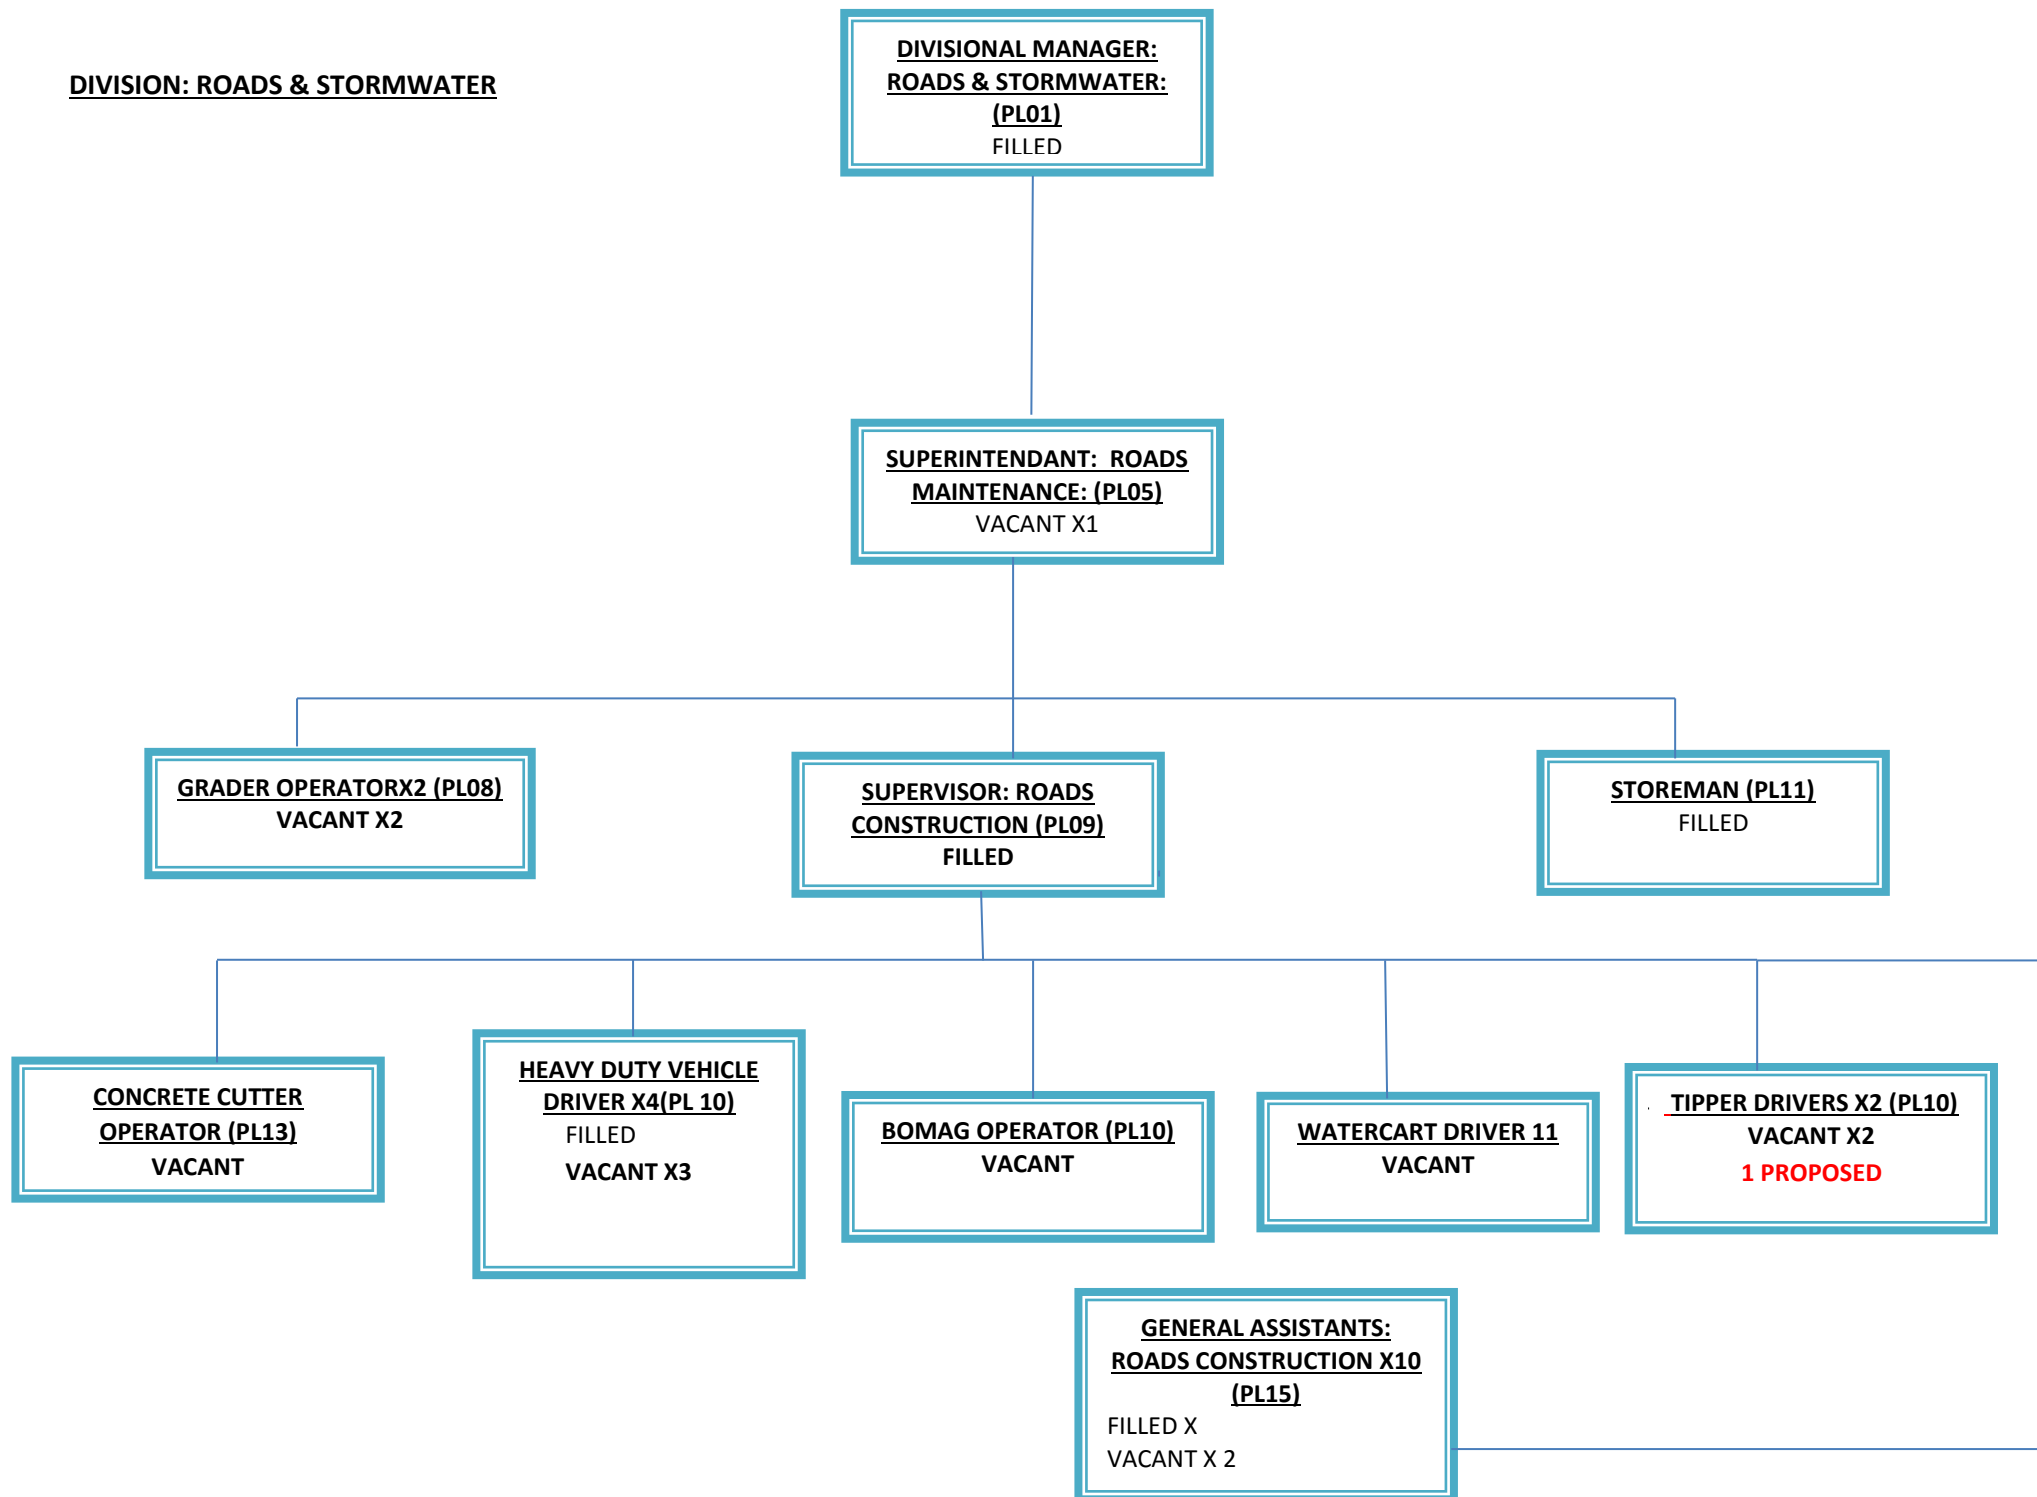 DIVISION: ROADS & STORMWATER
DIVISIONAL MANAGER:
ROADS & STORMWATER:
(PL01)
FILLED
SUPERINTENDANT: ROADS
MAINTENANCE: (PL05)
VACANT X1
GRADER OPERATORX2 (PL08)
VACANT X2
SUPERVISOR: ROADS
CONSTRUCTION (PL09)
FILLED
STOREMAN (PL11)
FILLED
CONCRETE CUTTER
OPERATOR (PL13)
VACANT
HEAVY DUTY VEHICLE
DRIVER X4(PL 10)
FILLED
VACANT X3
BOMAG OPERATOR (PL10)
VACANT
WATERCART DRIVER 11
VACANT
. TIPPER DRIVERS X2 (PL10)
VACANT X2
1 PROPOSED
GENERAL ASSISTANTS:
ROADS CONSTRUCTION X10
(PL15)
FILLED X
VACANT X 2